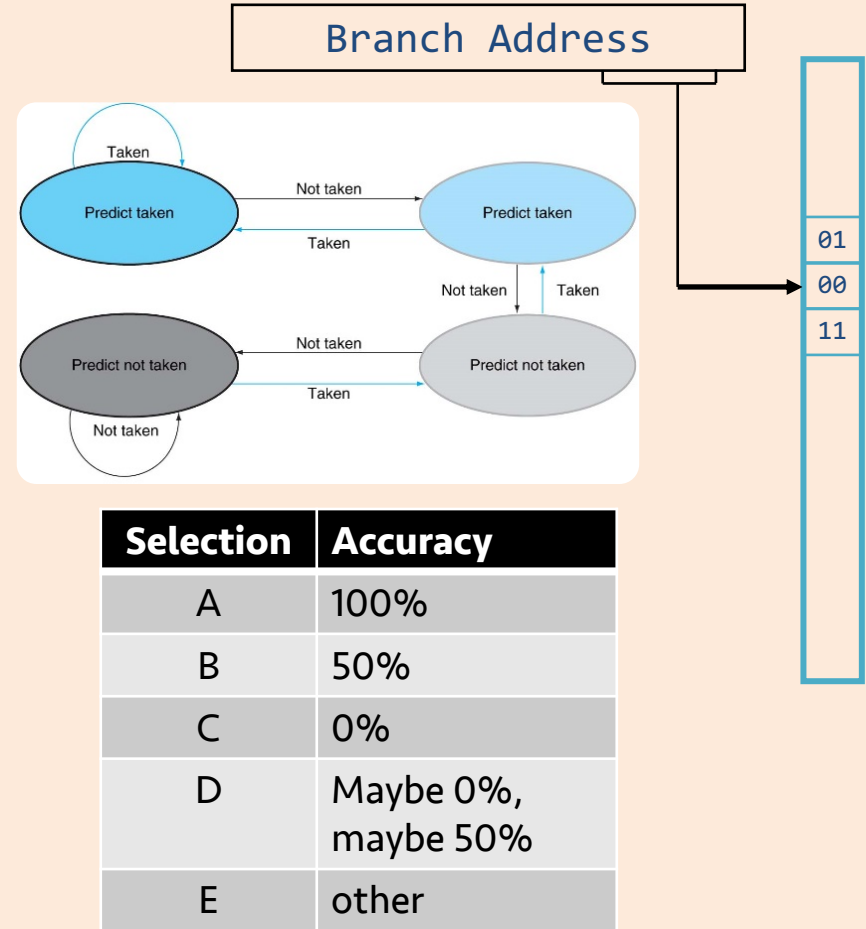 Branch Address
Taken
Not taken
Predict taken
Predict taken
Taken
Not taken
Taken
Not taken
Predict not taken
Predict not taken
Taken
Not taken
01
00
11
Selection Accuracy
A 100%
B 50%
C 0%
D Maybe 0%,
maybe 50%
E other